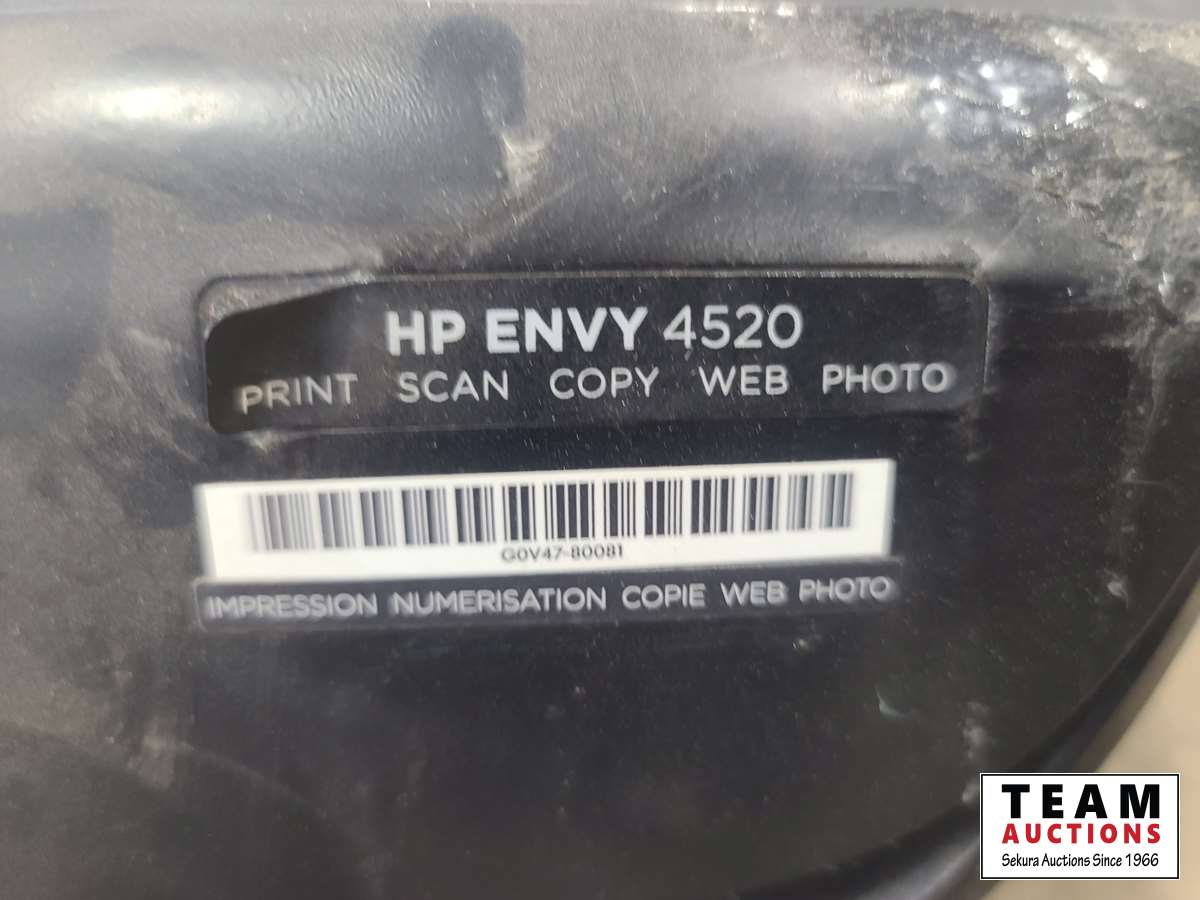 HP ENVY 4520
PRINT SCAN COPY WEB PHOTO
G0V47-80081
IMPRESSION NUMERISATION COPIE WEB PHOTO
TEAM
AUCTIONS
Sekura Auctions Since 1966